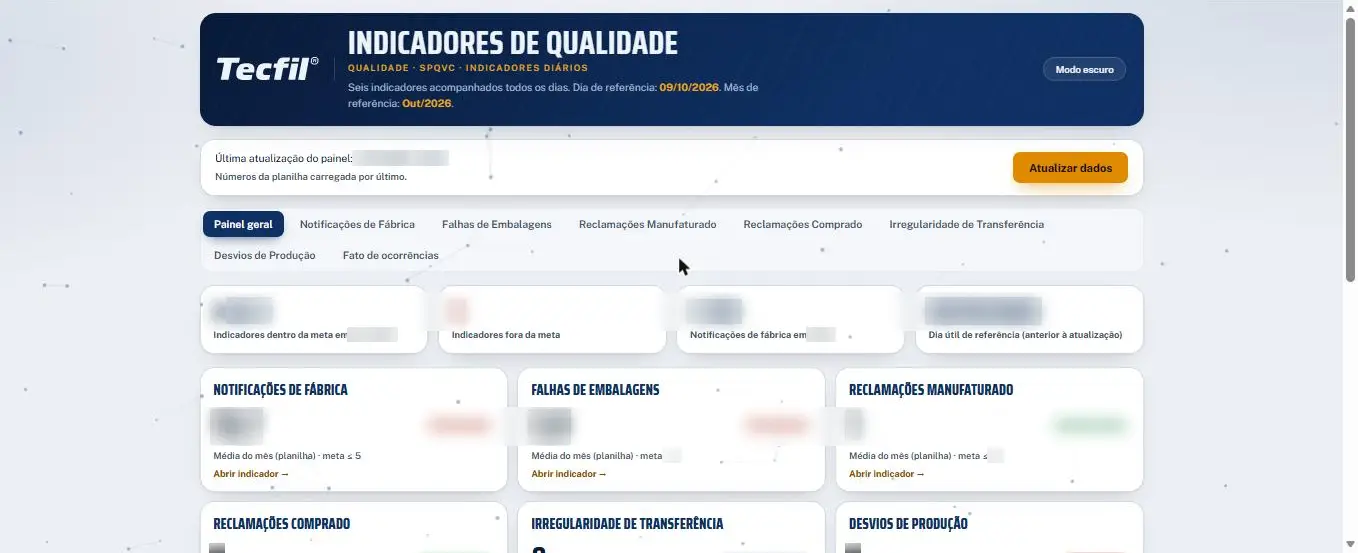 Tecfil®
INDICADORES DE QUALIDADE
QUALIDADE · SPQVC · INDICADORES DIÁRIOS
Seis indicadores acompanhados todos os dias. Dia de referência: 09/10/2026. Mês de
referência: Out/2026.
Modo escuro
Última atualização do painel:
Números da planilha carregada por último.
Atualizar dados
Painel geral
Notificações de Fábrica
Falhas de Embalagens
Reclamações Manufaturado
Reclamações Comprado
Irregularidade de Transferência
Desvios de Produção
Fato de ocorrências
Indicadores dentro da meta em
Indicadores fora da meta
Notificações de fábrica em
Dia útil de referência (anterior à atualização)
NOTIFICAÇÕES DE FÁBRICA
Média do mês (planilha) · meta ≤ 5
Abrir indicador →
FALHAS DE EMBALAGENS
Média do mês (planilha) · meta
Abrir indicador →
RECLAMAÇÕES MANUFATURADO
Média do mês (planilha) · meta ≤
Abrir indicador →
RECLAMAÇÕES COMPRADO
IRREGULARIDADE DE TRANSFERÊNCIA
DESVIOS DE PRODUÇÃO